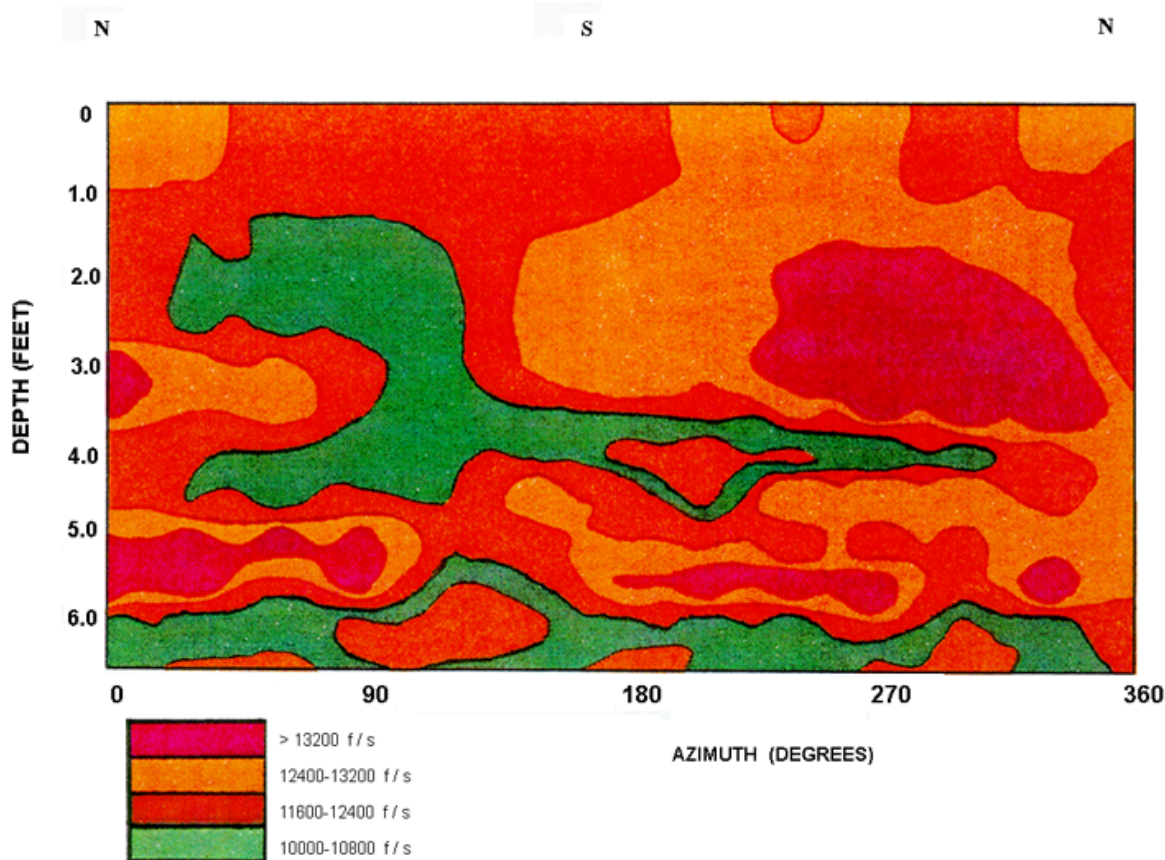 N S N
0
1.0
2.0
3.0
4.0
5.0
6.0
DEPTH (FEET)
0 90 180 270 360
AZIMUTH (DEGREES)
> 13200 f / s
12400-13200 f / s
11600-12400 f / s
10000-10800 f / s